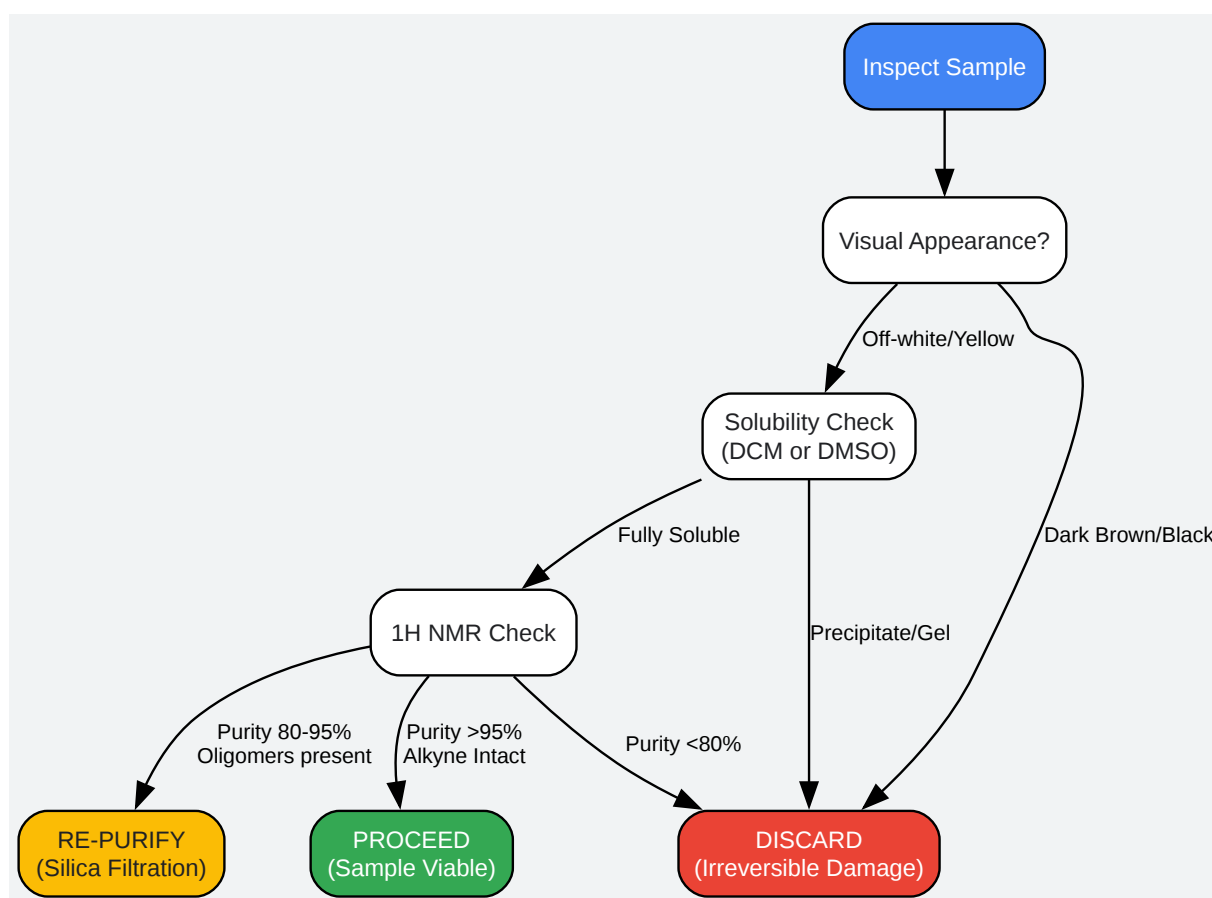 Inspect Sample
Visual Appearance?
Off-white/Yellow
Solubility Check
(DCM or DMSO)
Fully Soluble
Dark Brown/Black
1H NMR Check
Precipitate/Gel
Purity 80-95%
Oligomers present
Purity >95%
Alkyne Intact
Purity <80%
RE-PURIFY
(Silica Filtration)
PROCEED
(Sample Viable)
DISCARD
(Irreversible Damage)